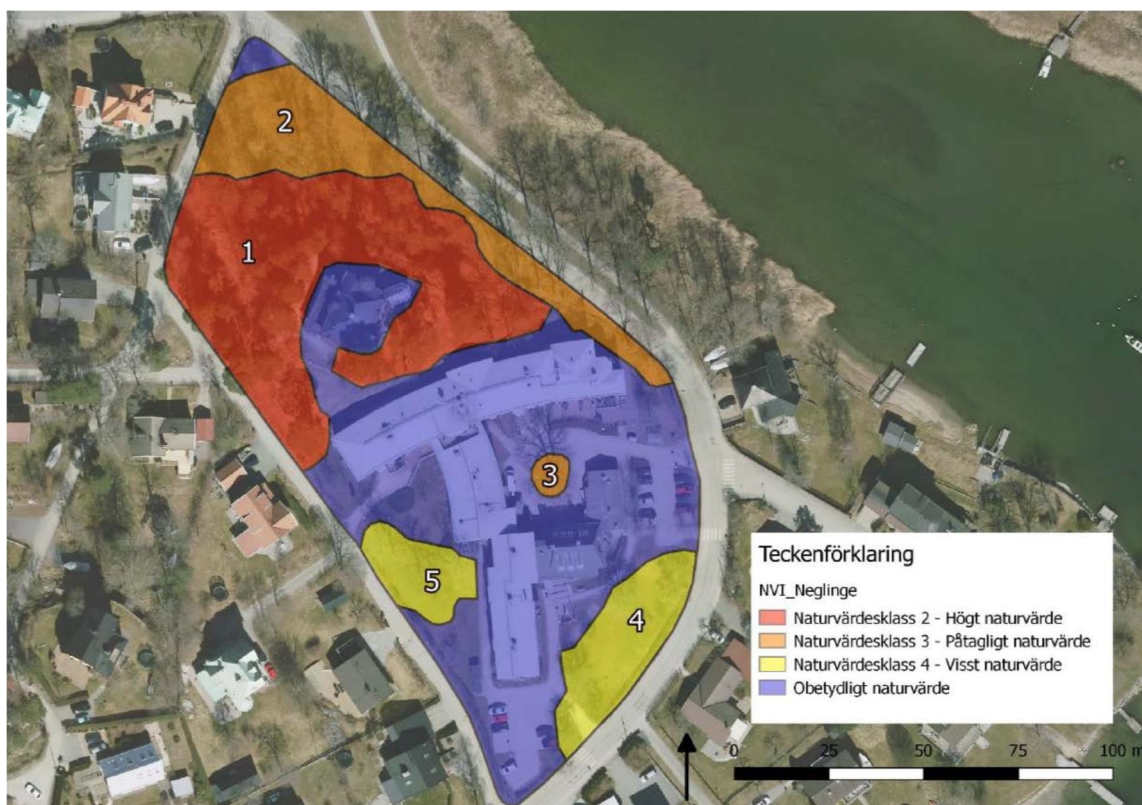 2
1
3
5
4
Teckenförklaring
NVI_Neglinge
Naturvärdesklass 2 - Högt naturvärde
Naturvärdesklass 3 - Påtagligt naturvärde
Naturvärdesklass 4 - Visst naturvärde
Obetydligt naturvärde
0 25 50 75 100 m